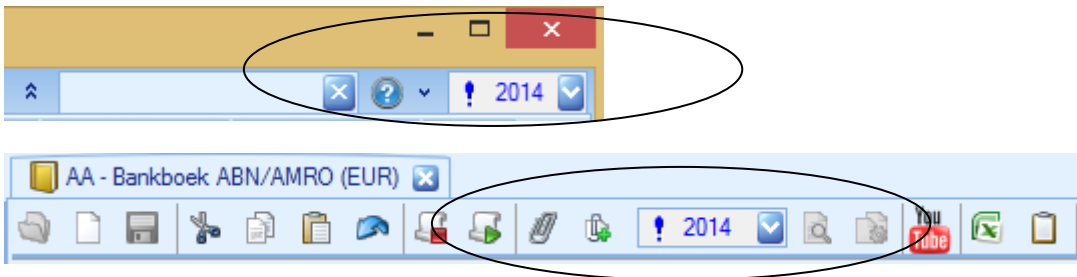 2014
AA - Bankboek ABN/AMRO (EUR)
2014
You
Tube